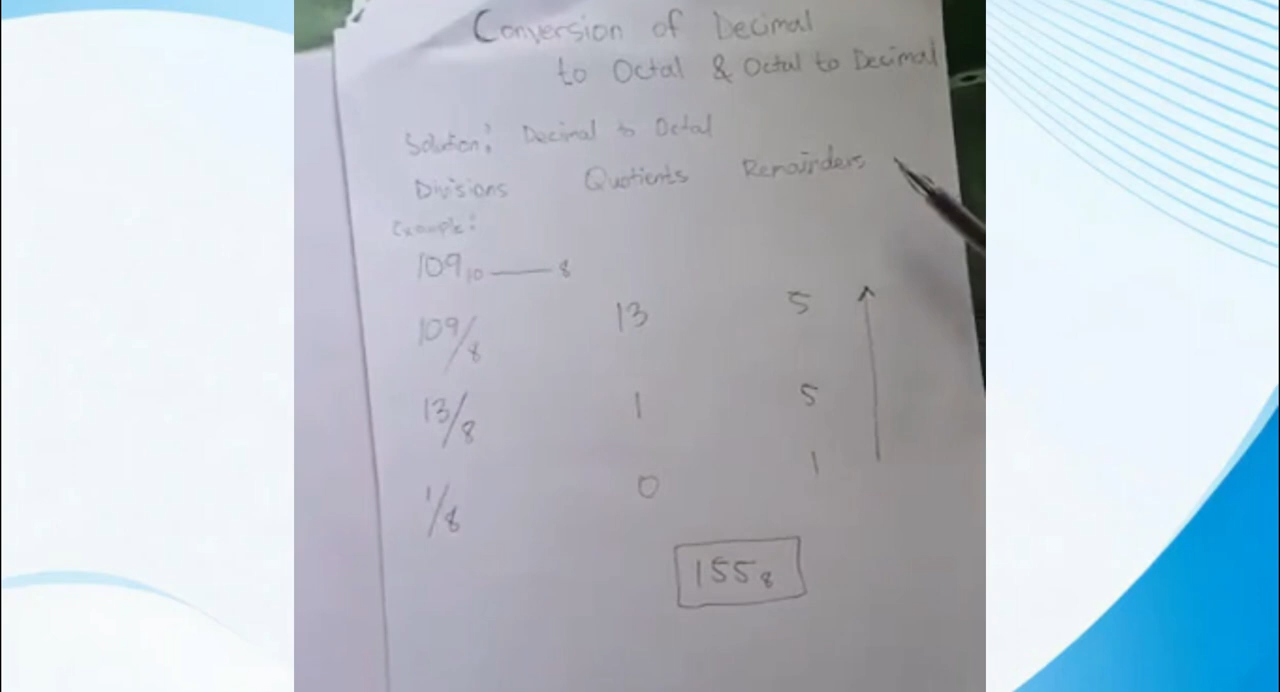 Conversion of Decimal
to Octal & Octal to Decimal
Solution: Decimal to Octal
Divisions Quotients Remainders
Example:
109₁₀ — 8
109/8 13 5
13/8 1 5
1/8 0 1
155₈